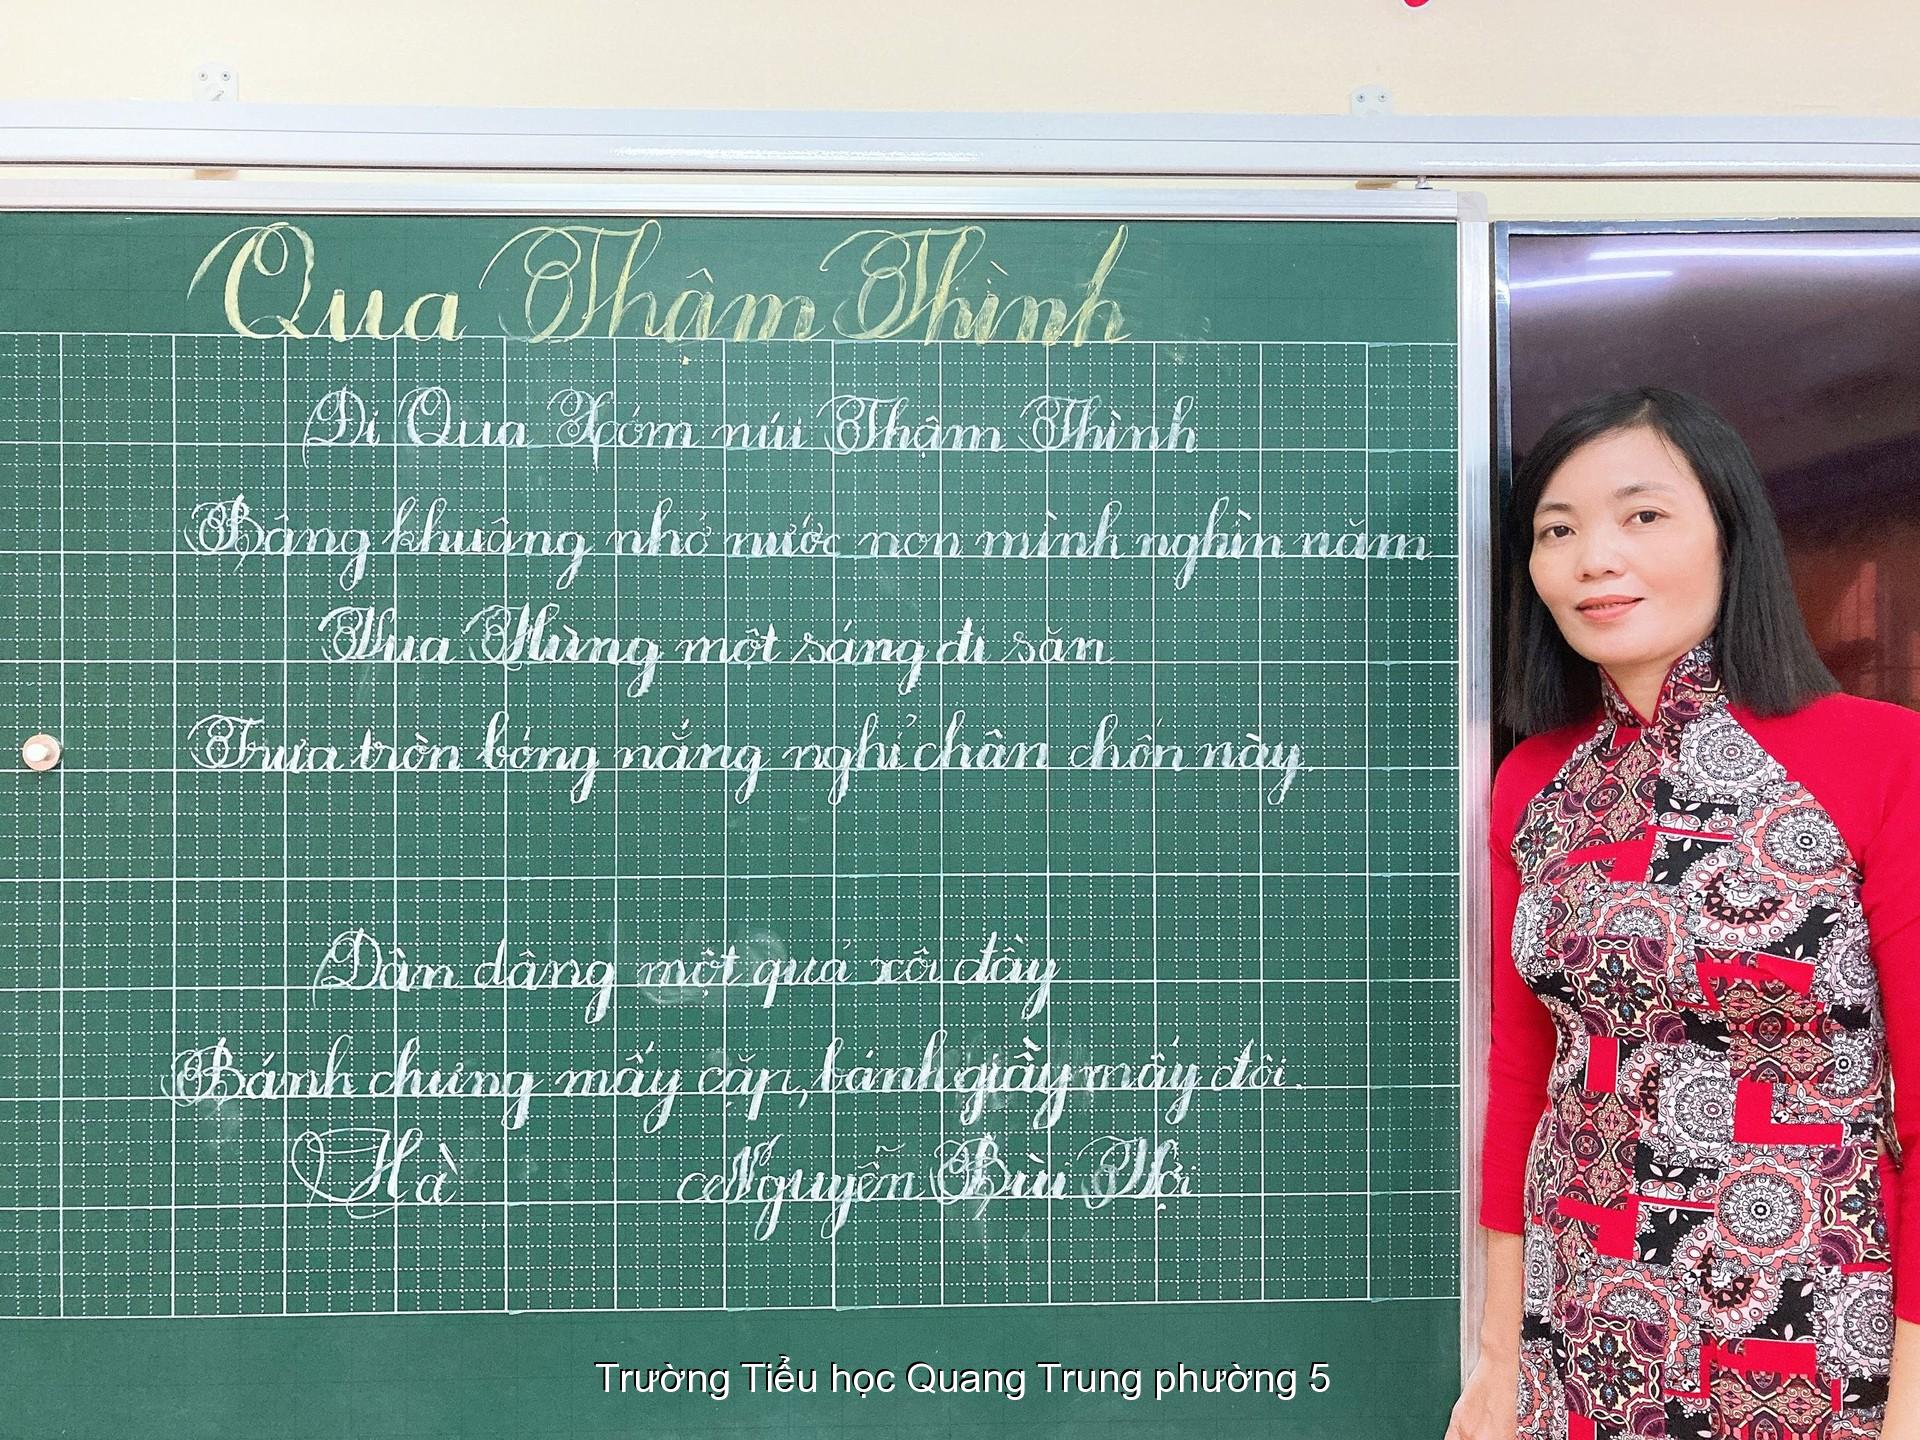 Qua Thậm Thình
Đi Qua Xóm núi Thậm Thình
Bâng khuâng nhớ nước non mình nghìn năm
Vua Hùng một sáng đi săn
Trưa tròn bóng nắng nghỉ chân chốn này.
Dân dâng một quả xôi đầy
Bánh chưng mấy cặp, bánh giầy mấy đôi.
Hà Nguyễn Bùi Vợi
Trường Tiểu học Quang Trung phường 5